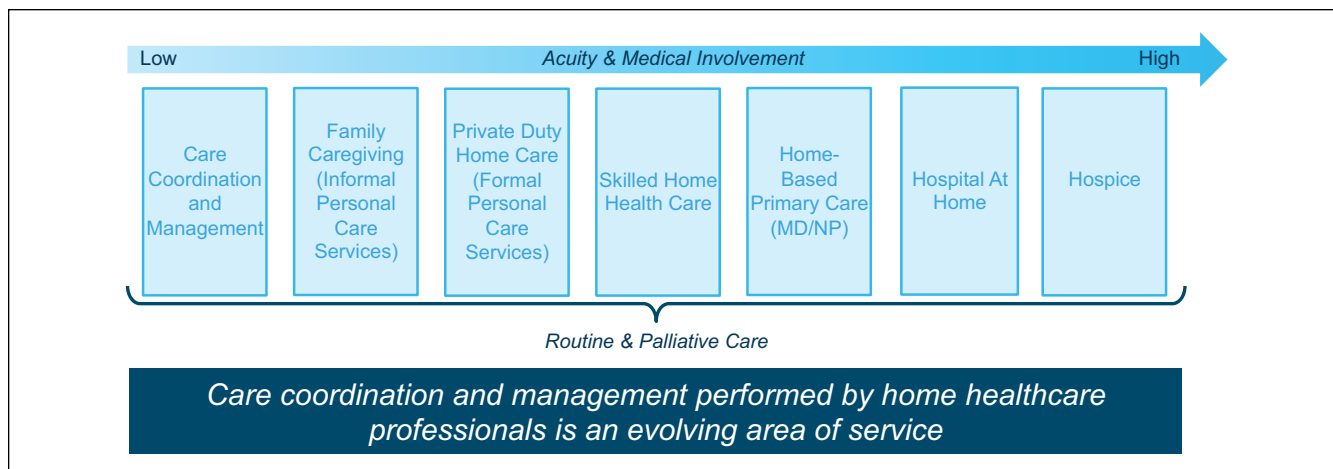 Low
Acuity & Medical Involvement
High
Care
Coordination
and
Management
Family
Caregiving
(Informal
Personal
Care
Services)
Private Duty
Home Care
(Formal
Personal
Care
Services)
Skilled Home
Health Care
Home-
Based
Primary Care
(MD/NP)
Hospital At
Home
Hospice
Routine & Palliative Care
Care coordination and management performed by home healthcare
professionals is an evolving area of service